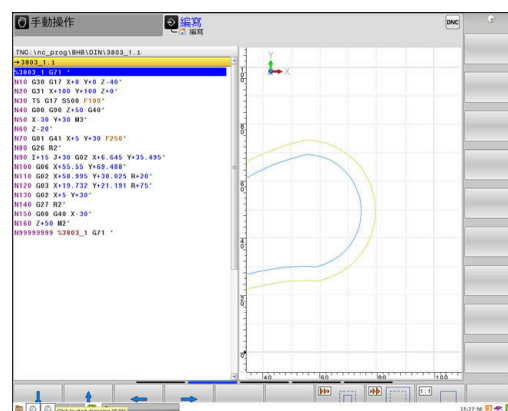 手動操作
編寫
編寫
DNC
TNC:\nc_prog\BHB\DIN\3803_1.i
→3803_1.i
%3803_1 G71 *
N10 G30 G17 X+0 Y+0 Z-40*
N20 G31 X+100 Y+100 Z+0*
N30 T5 G17 S500 F100*
N40 G00 G90 Z+50 G40*
N50 X-30 Y+30 M3*
N60 Z-20*
N70 G01 G41 X+5 Y+30 F250*
N80 G26 R2*
N90 I+15 J+30 G02 X+6.645 Y+35.495*
N100 G06 X+55.55 Y+69.488*
N110 G02 X+58.995 Y+30.025 R+20*
N120 G03 X+19.732 Y+21.191 R+75*
N130 G02 X+5 Y+30*
N140 G27 R2*
N150 G00 G40 X-30*
N160 Z+50 M2*
N99999999 %3803_1 G71 *
Y
X
40
60
80
100
1:1
15:27:36